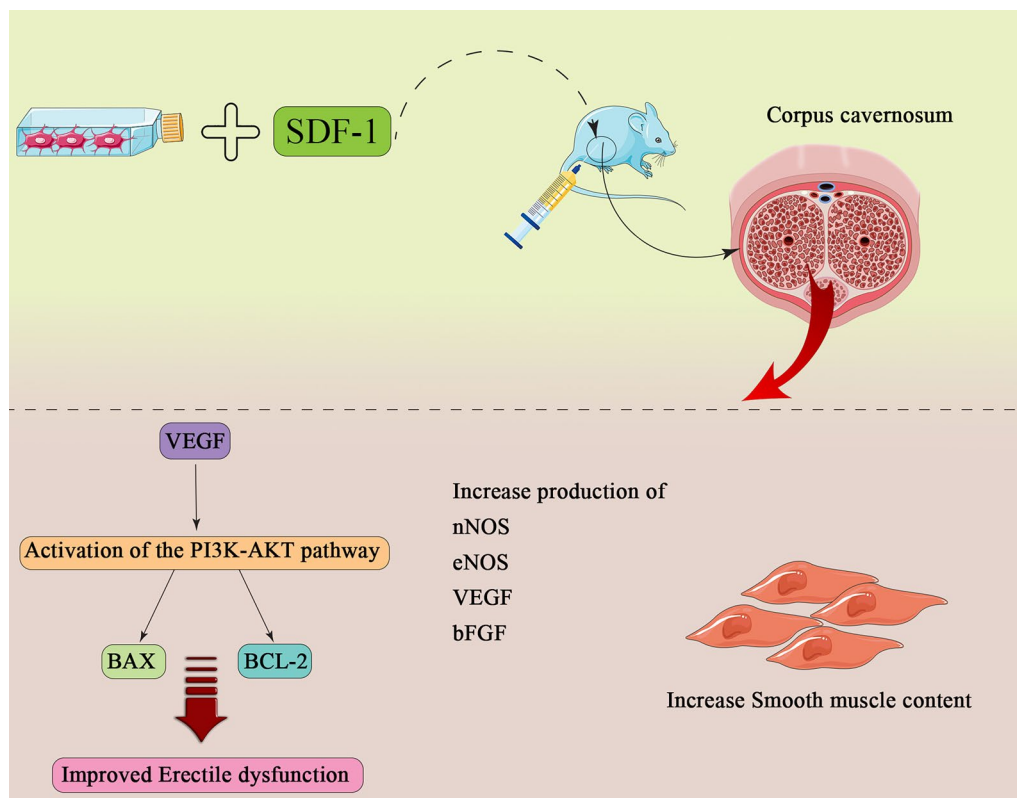 SDF-1
Corpus cavernosum
VEGF
Activation of the PI3K-AKT pathway
BAX
BCL-2
Improved Erectile dysfunction
Increase production of
nNOS
eNOS
VEGF
bFGF
Increase Smooth muscle content